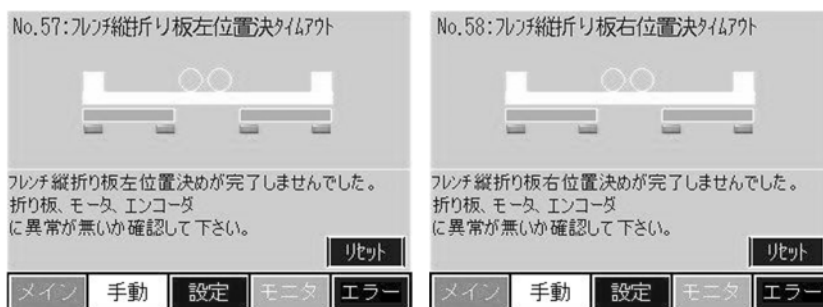 No.57:フレンチ縦折り板左位置決タイムアウト
フレンチ縦折り板左位置決めが完了しませんでした。
折り板、モータ、エンコーダ
に異常が無いか確認して下さい。
リセット
メイン 手動 設定 モニタ エラー
No.58:フレンチ縦折り板右位置決タイムアウト
フレンチ縦折り板右位置決めが完了しませんでした。
折り板、モータ、エンコーダ
に異常が無いか確認して下さい。
リセット
メイン 手動 設定 モニタ エラー